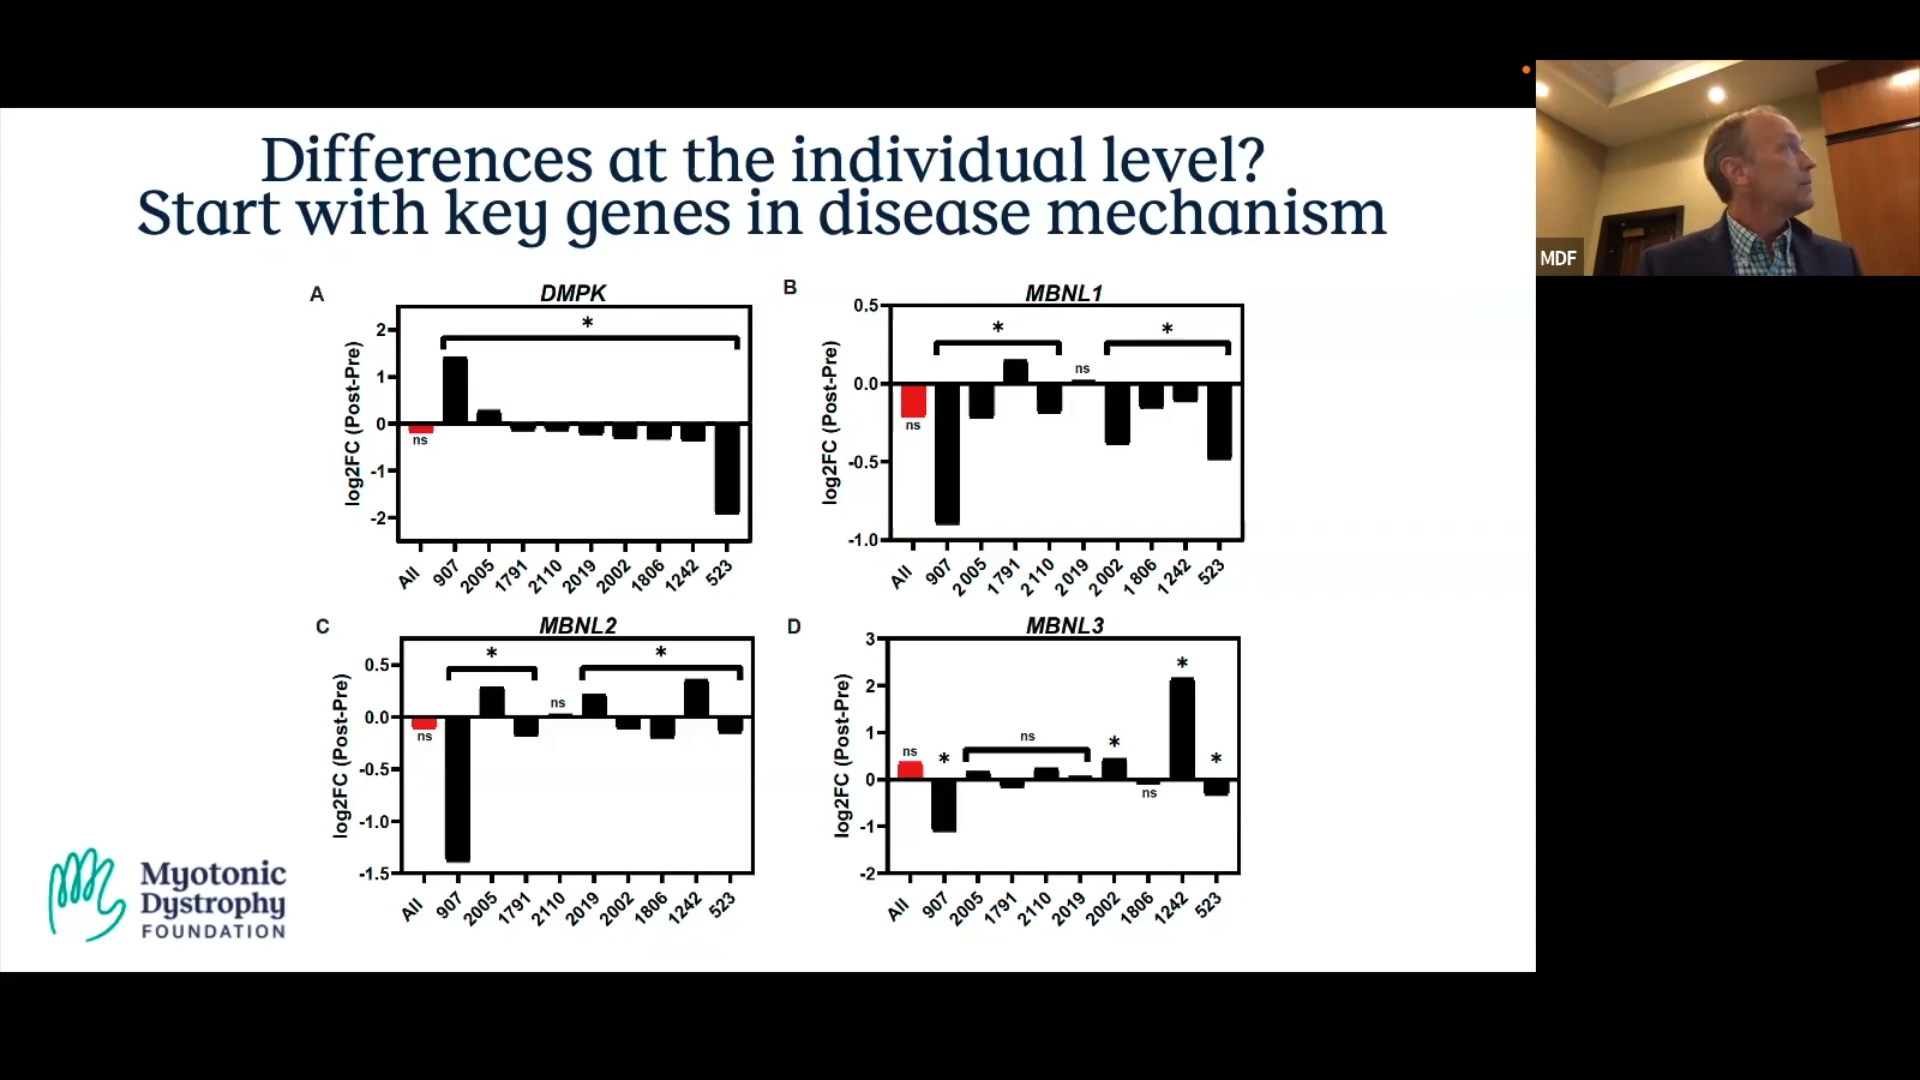 Differences at the individual level?
Start with key genes in disease mechanism
A
DMPK
log2FC (Post-Pre)
2
1
0
-1
-2
*
ns
All 907 2005 1791 2110 2019 2002 1806 1242 523
B
MBNL1
log2FC (Post-Pre)
0.5
0.0
-0.5
-1.0
* *
ns
ns
All 907 2005 1791 2110 2019 2002 1806 1242 523
C
MBNL2
log2FC (Post-Pre)
0.5
0.0
-0.5
-1.0
-1.5
* *
ns
ns
All 907 2005 1791 2110 2019 2002 1806 1242 523
D
MBNL3
log2FC (Post-Pre)
3
2
1
0
-1
-2
ns * ns * ns * *
All 907 2005 1791 2110 2019 2002 1806 1242 523
Myotonic
Dystrophy
FOUNDATION
MDF